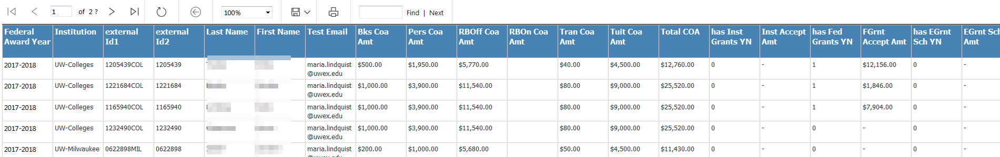 1 of 2 ? 100% Find | Next
Federal Award Year Institution external Id1 external Id2 Last Name First Name Test Email Bks Coa Amt Pers Coa Amt RBOff Coa Amt RBOn Coa Amt Tran Coa Amt Tuit Coa Amt Total COA has Inst Grants YN Inst Accept Amt has Fed Grants YN FGrnt Accept Amt has EGrnt Sch YN EGrnt Sch Amt
2017-2018 UW-Colleges 1205439COL 1205439 maria.lindquist@uwex.edu $500.00 $1,950.00 $5,770.00 $40.00 $4,500.00 $12,760.00 0 - 1 $12,156.00 0 -
2017-2018 UW-Colleges 1221684COL 1221684 maria.lindquist@uwex.edu $1,000.00 $3,900.00 $11,540.00 $80.00 $9,000.00 $25,520.00 0 - 1 $1,846.00 0 -
2017-2018 UW-Colleges 1165940COL 1165940 maria.lindquist@uwex.edu $1,000.00 $3,900.00 $11,540.00 $80.00 $9,000.00 $25,520.00 0 - 1 $7,904.00 0 -
2017-2018 UW-Colleges 1232490COL 1232490 maria.lindquist@uwex.edu $1,000.00 $3,900.00 $11,540.00 $80.00 $9,000.00 $25,520.00 0 - 0 - 0 -
2017-2018 UW-Milwaukee 0622898MIL 0622898 maria.lindquist@uwex.edu $200.00 $1,000.00 $5,680.00 $50.00 $4,500.00 $11,430.00 0 - 0 - 0 -